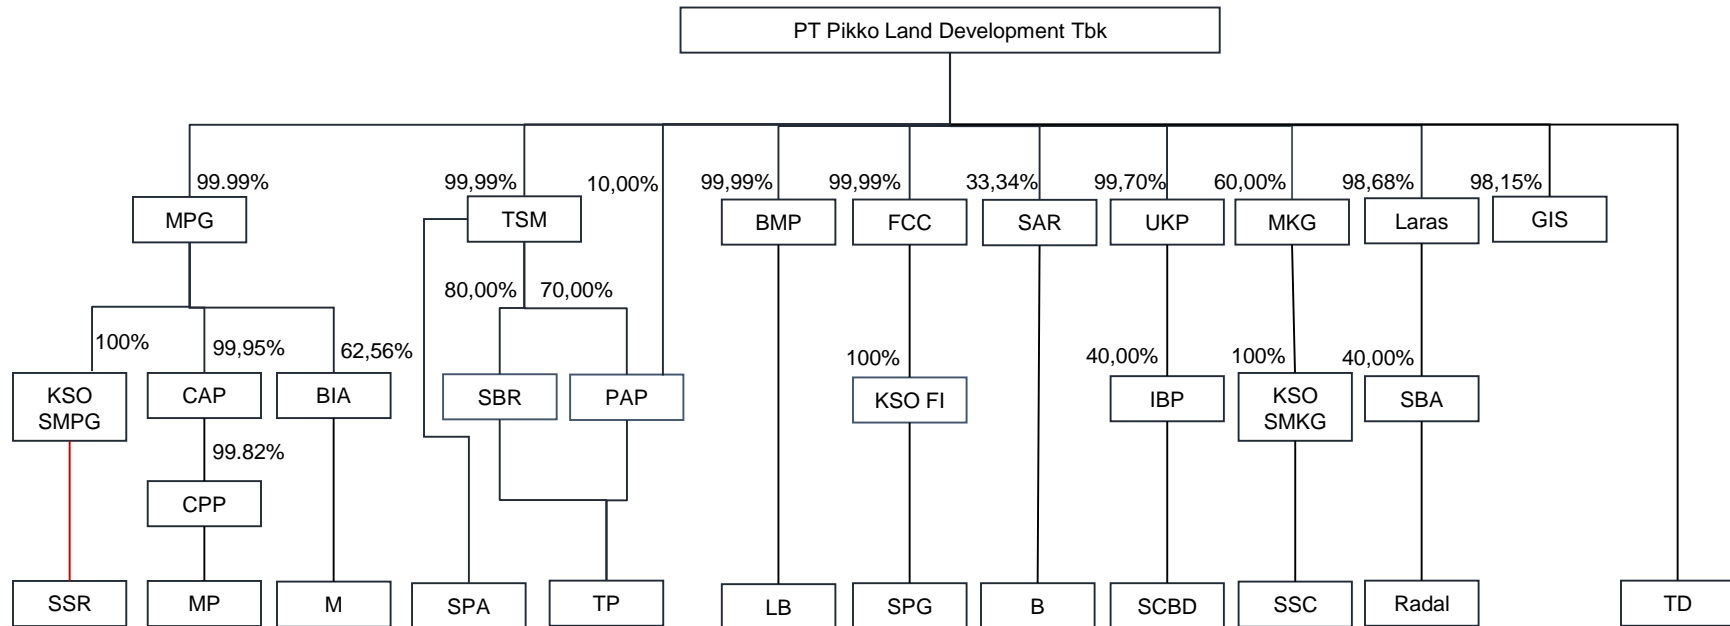 PT Pikko Land Development Tbk
99.99%
99,99%
10,00%
99,99%
99,99%
33,34%
99,70%
60,00%
98,68%
98,15%
MPG
TSM
BMP
FCC
SAR
UKP
MKG
Laras
GIS
80,00%
70,00%
100%
99,95%
62,56%
100%
40,00%
100%
40,00%
KSO
SMPG
CAP
BIA
SBR
PAP
KSO FI
IBP
KSO
SMKG
SBA
99.82%
CPP
SSR
MP
M
SPA
TP
LB
SPG
B
SCBD
SSC
Radal
TD